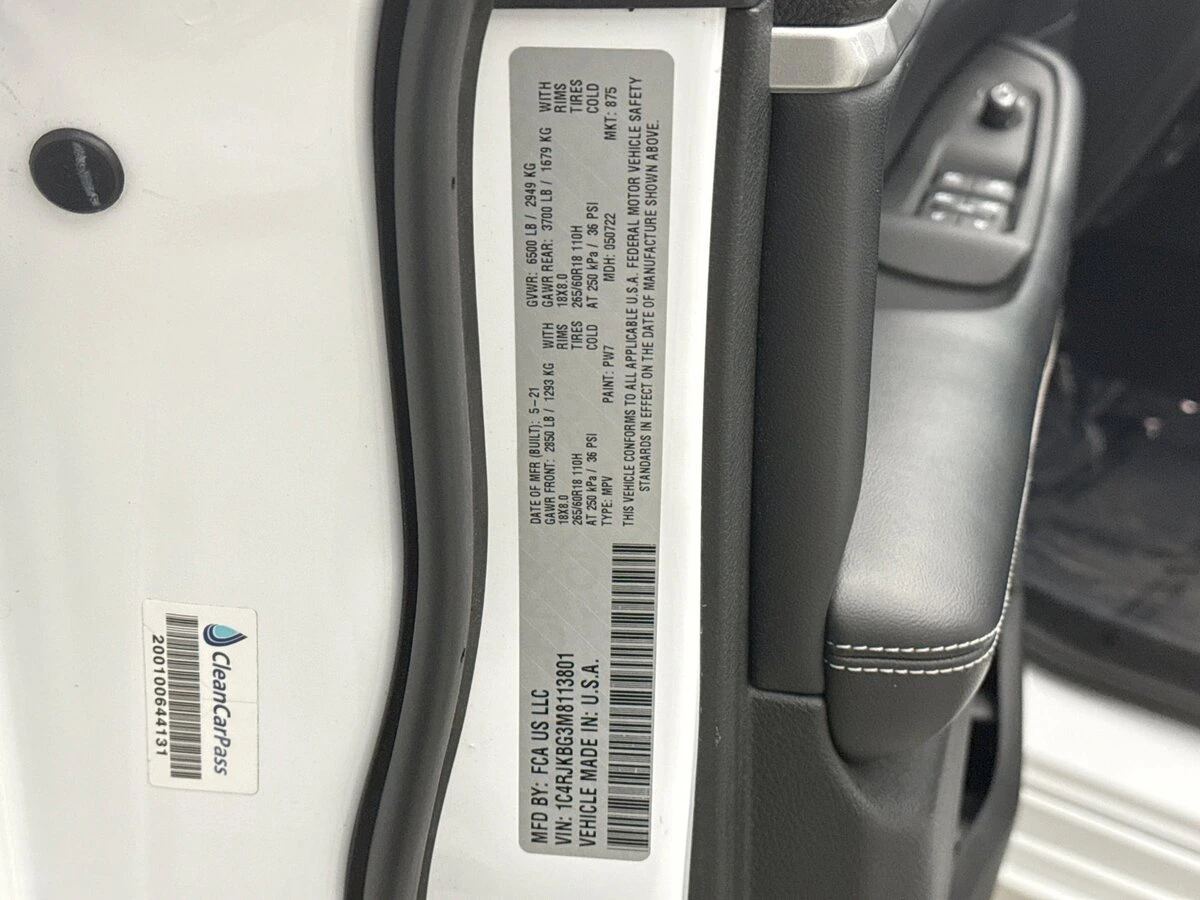 MFD BY: FCA US LLC
VIN: 1C4RJKBG3M8113801
VEHICLE MADE IN: U.S.A.
DATE OF MFR (BUILT): 5-21 GVWR: 6500 LB / 2949 KG
GAWR FRONT: 2850 LB / 1293 KG WITH GAWR REAR: 3700 LB / 1679 KG WITH
18X8.0 RIMS 18X8.0 RIMS
265/60R18 110H TIRES 265/60R18 110H TIRES
AT 250 kPa / 36 PSI COLD AT 250 kPa / 36 PSI COLD
TYPE: MPV PAINT: PW7 MDH: 050722 MKT: 875
THIS VEHICLE CONFORMS TO ALL APPLICABLE U.S.A. FEDERAL MOTOR VEHICLE SAFETY
STANDARDS IN EFFECT ON THE DATE OF MANUFACTURE SHOWN ABOVE.
CleanCarPass
200100644131